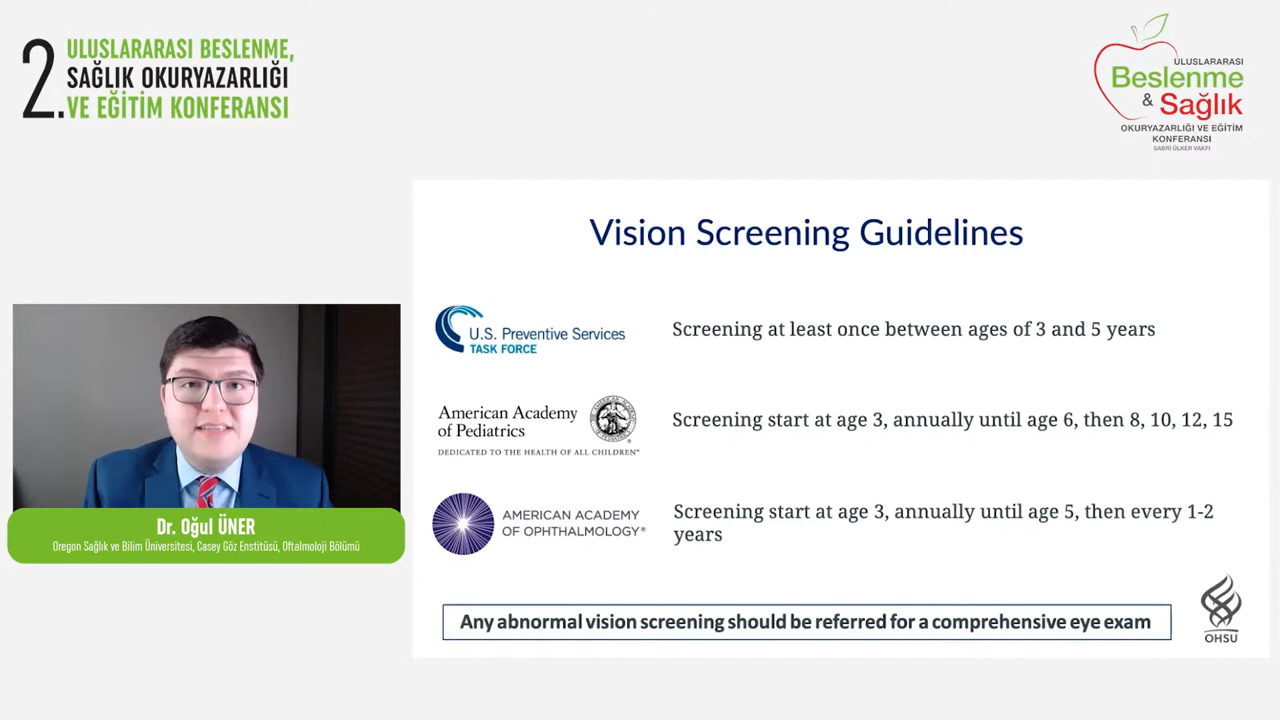 2.
ULUSLARARASI BESLENME,
SAĞLIK OKURYAZARLIĞI
VE EĞİTİM KONFERANSI
ULUSLARARASI
Beslenme
& Sağlık
OKURYAZARLIĞI VE EĞİTİM
KONFERANSI
SABRİ ÜLKER VAKFI
Vision Screening Guidelines
U.S. Preventive Services
TASK FORCE
Screening at least once between ages of 3 and 5 years
American Academy
of Pediatrics
DEDICATED TO THE HEALTH OF ALL CHILDREN™
Screening start at age 3, annually until age 6, then 8, 10, 12, 15
AMERICAN ACADEMY
OF OPHTHALMOLOGY®
Screening start at age 3, annually until age 5, then every 1-2
years
Any abnormal vision screening should be referred for a comprehensive eye exam
OHSU
Dr. Oğul ÜNER
Oregon Sağlık ve Bilim Üniversitesi, Casey Göz Enstitüsü, Oftalmoloji Bölümü